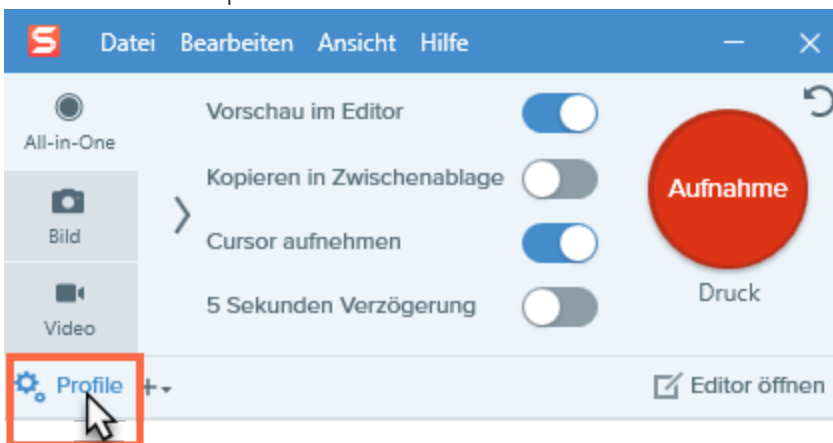 S Datei Bearbeiten Ansicht Hilfe
All-in-One
Bild
Video
Vorschau im Editor
Kopieren in Zwischenablage
Cursor aufnehmen
5 Sekunden Verzögerung
Aufnahme
Druck
Profile
Editor öffnen